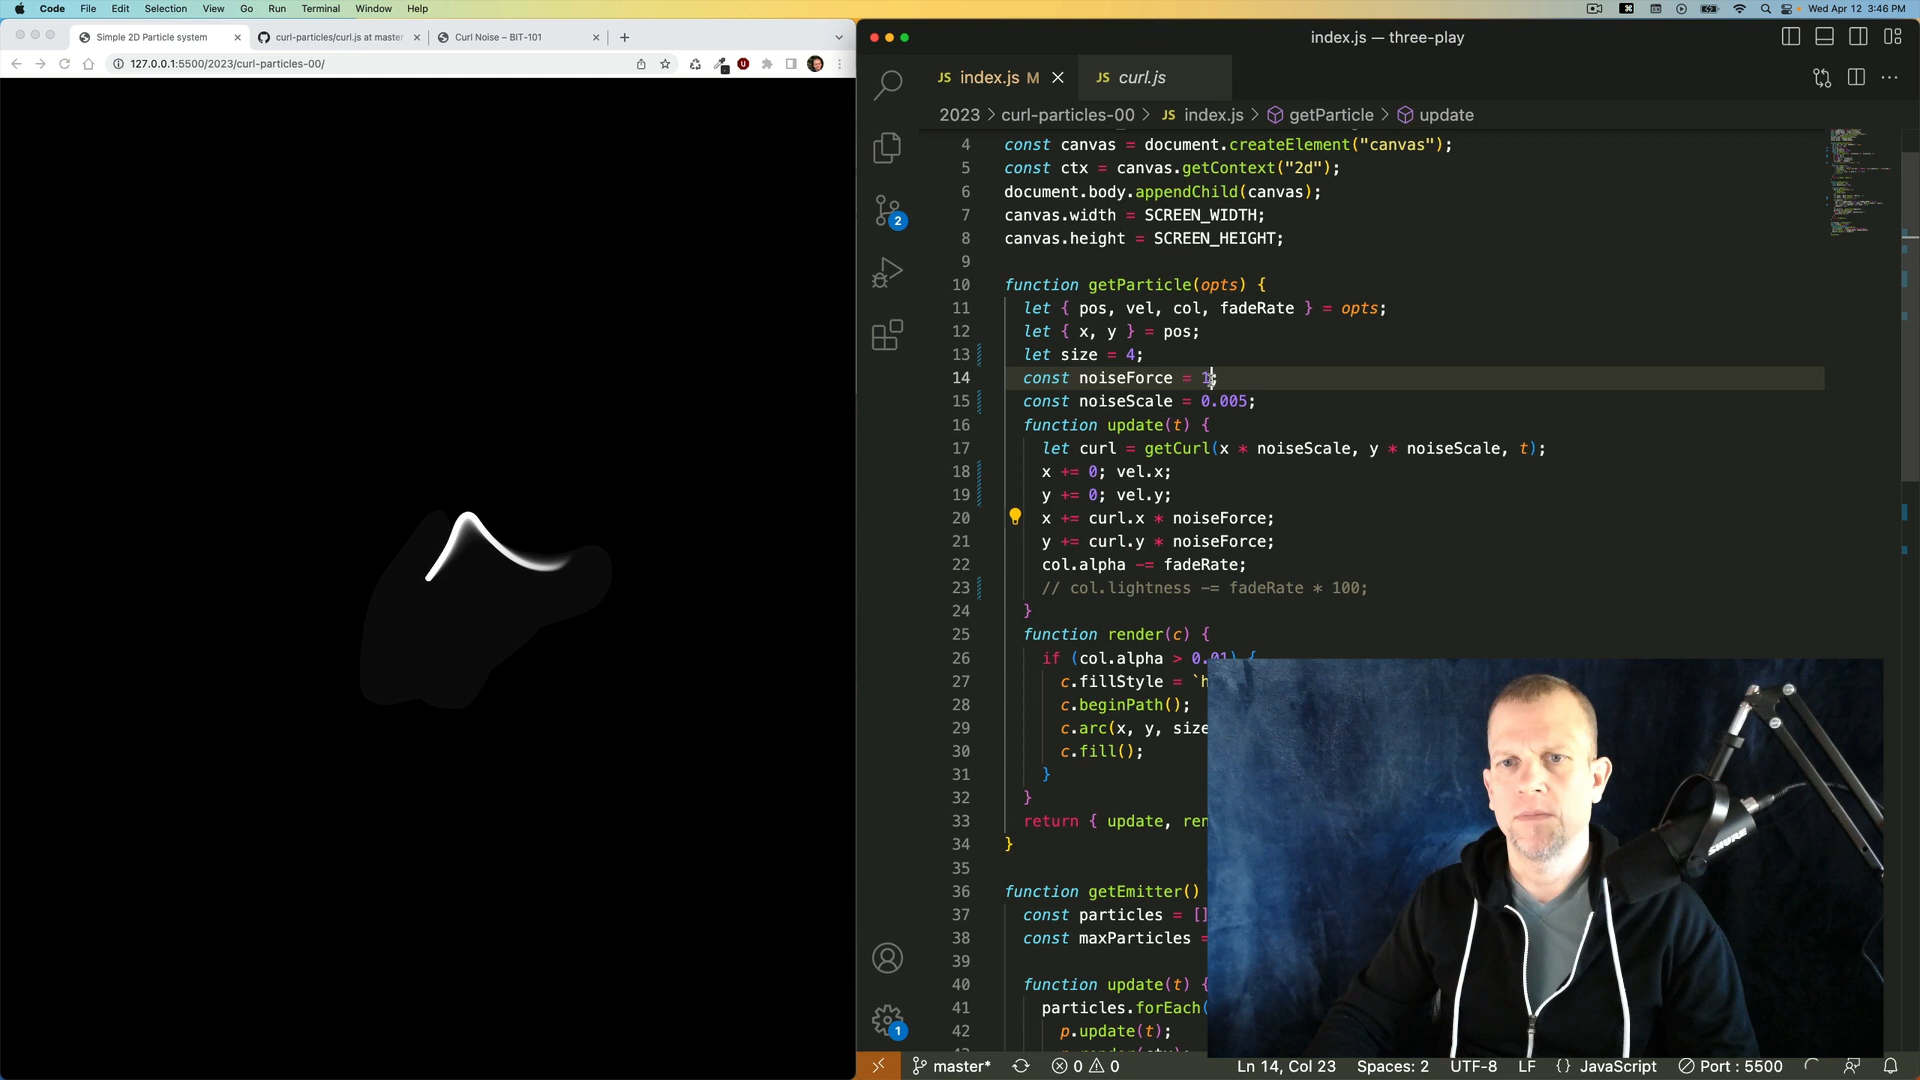 Code File Edit Selection View Go Run Terminal Window Help
Wed Apr 12 3:46 PM
Simple 2D Particle system
curl-particles/curl.js at master
Curl Noise – BIT-101
127.0.0.1:5500/2023/curl-particles-00/
index.js — three-play
JS index.js M
JS curl.js
2023 > curl-particles-00 > JS index.js > getParticle > update
4 const canvas = document.createElement("canvas");
5 const ctx = canvas.getContext("2d");
6 document.body.appendChild(canvas);
7 canvas.width = SCREEN_WIDTH;
8 canvas.height = SCREEN_HEIGHT;
9
10 function getParticle(opts) {
11 let { pos, vel, col, fadeRate } = opts;
12 let { x, y } = pos;
13 let size = 4;
14 const noiseForce = 1;
15 const noiseScale = 0.005;
16 function update(t) {
17 let curl = getCurl(x * noiseScale, y * noiseScale, t);
18 x += 0; vel.x;
19 y += 0; vel.y;
20 x += curl.x * noiseForce;
21 y += curl.y * noiseForce;
22 col.alpha -= fadeRate;
23 // col.lightness -= fadeRate * 100;
24 }
25 function render(c) {
26 if (col.alpha > 0.01) {
27 c.fillStyle = `h
28 c.beginPath();
29 c.arc(x, y, size
30 c.fill();
31 }
32 }
33 return { update, ren
34 }
35
36 function getEmitter()
37 const particles = []
38 const maxParticles =
39
40 function update(t) {
41 particles.forEach(
42 p.update(t);
2
1
SHURE
master*
0 0
Ln 14, Col 23 Spaces: 2 UTF-8 LF {} JavaScript Port : 5500